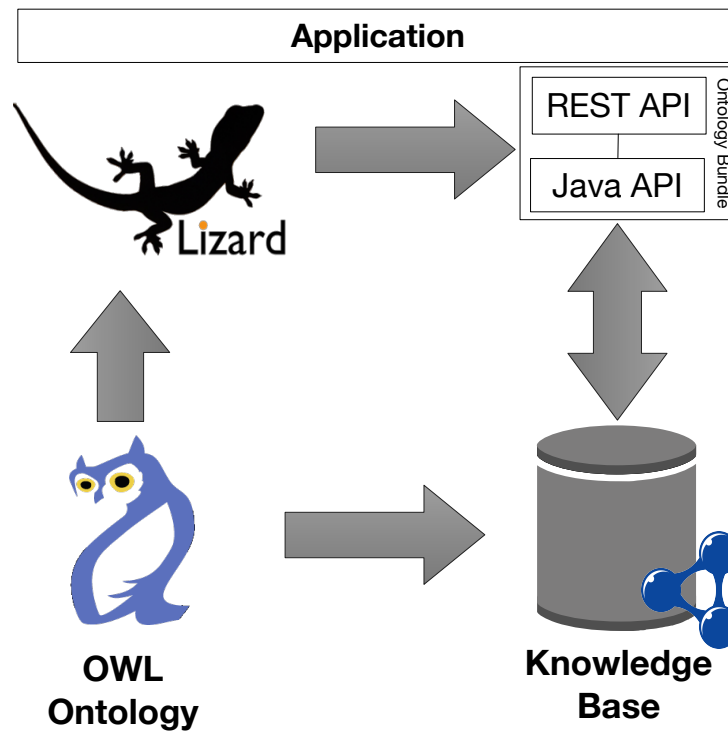 Application
REST API
Java API
Ontology Bundle
Lizard
OWL
Ontology
Knowledge
Base